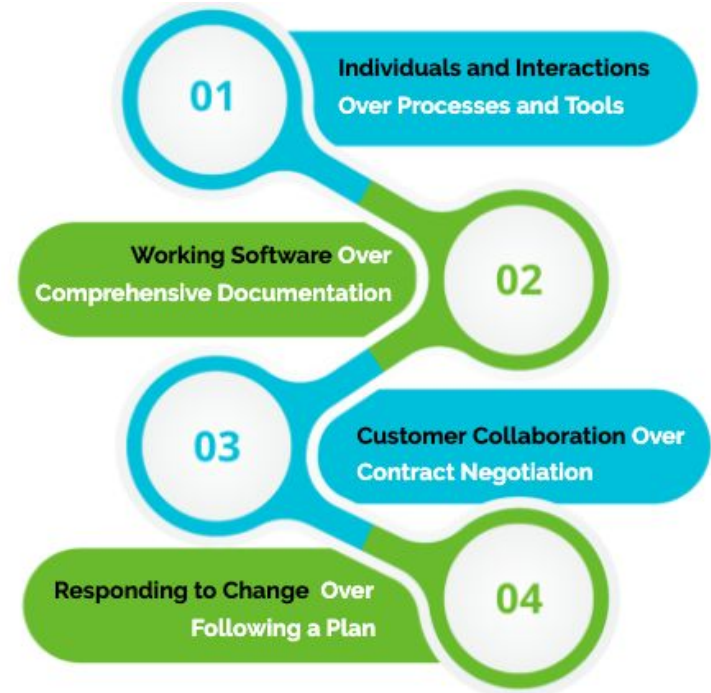 01
Individuals and Interactions
Over Processes and Tools
Working Software Over
Comprehensive Documentation
02
03
Customer Collaboration Over
Contract Negotiation
Responding to Change Over
Following a Plan
04